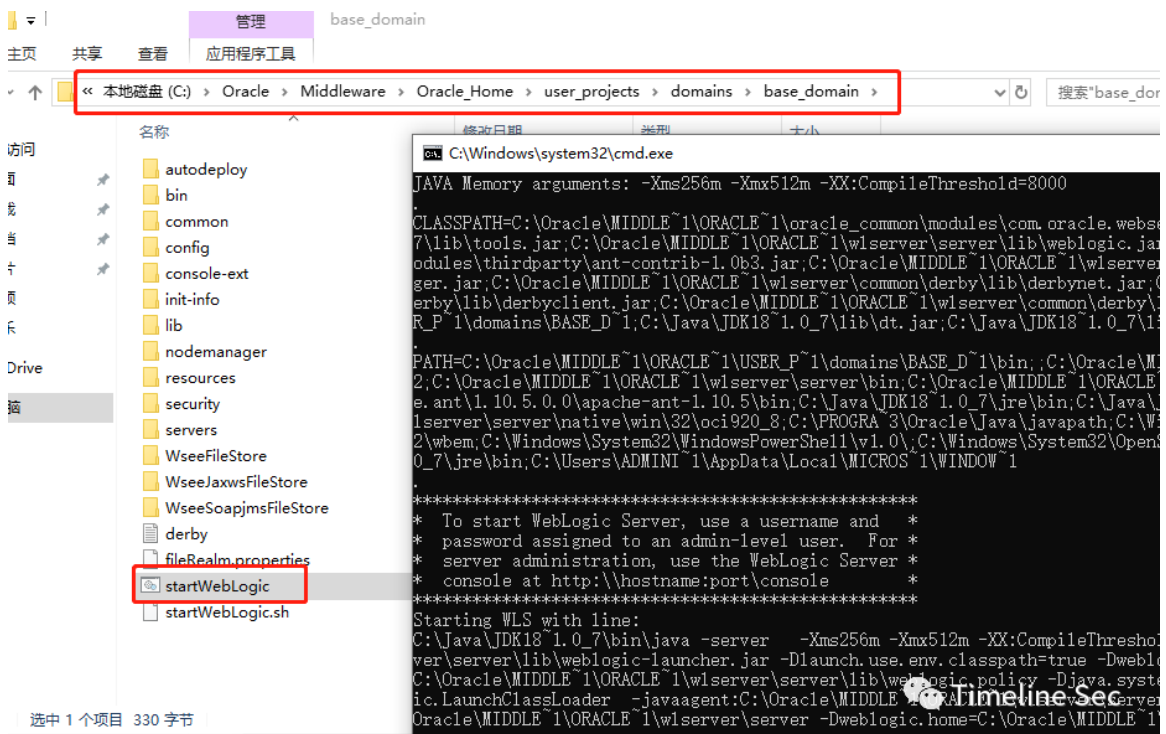 管理
base_domain
主页 共享 查看 应用程序工具
« 本地磁盘 (C:) › Oracle › Middleware › Oracle_Home › user_projects › domains › base_domain ›
搜索"base_dor
名称
修改日期 类型 大小
访问
autodeploy
bin
common
config
console-ext
init-info
lib
nodemanager
Drive
resources
security
servers
WseeFileStore
WseeJaxwsFileStore
WseeSoapjmsFileStore
derby
fileRealm.properties
startWebLogic
startWebLogic.sh
选中 1 个项目 330 字节
C:\Windows\system32\cmd.exe
JAVA Memory arguments: -Xms256m -Xmx512m -XX:CompileThreshold=8000
.
CLASSPATH=C:\Oracle\MIDDLE~1\ORACLE~1\oracle_common\modules\com.oracle.webse
7\lib\tools.jar;C:\Oracle\MIDDLE~1\ORACLE~1\wlserver\server\lib\weblogic.jar
odules\thirdparty\ant-contrib-1.0b3.jar;C:\Oracle\MIDDLE~1\ORACLE~1\wlserver
ger.jar;C:\Oracle\MIDDLE~1\ORACLE~1\wlserver\common\derby\lib\derbynet.jar;C
erby\lib\derbyclient.jar;C:\Oracle\MIDDLE~1\ORACLE~1\wlserver\common\derby\
R_P~1\domains\BASE_D~1;C:\Java\JDK18~1.0_7\lib\dt.jar;C:\Java\JDK18~1.0_7\li
.
PATH=C:\Oracle\MIDDLE~1\ORACLE~1\USER_P~1\domains\BASE_D~1\bin;;C:\Oracle\MI
2;C:\Oracle\MIDDLE~1\ORACLE~1\wlserver\server\bin;C:\Oracle\MIDDLE~1\ORACLE
e.ant\1.10.5.0.0\apache-ant-1.10.5\bin;C:\Java\JDK18~1.0_7\jre\bin;C:\Java\
lserver\server\native\win\32\oci920_8;C:\PROGRA~3\Oracle\Java\javapath;C:\Wi
2\wbem;C:\Windows\System32\WindowsPowerShell\v1.0\;C:\Windows\System32\OpenS
0_7\jre\bin;C:\Users\ADMINI~1\AppData\Local\MICROS~1\WINDOW~1
.
***************************************************
* To start WebLogic Server, use a username and *
* password assigned to an admin-level user. For *
* server administration, use the WebLogic Server *
* console at http:\\hostname:port\console *
***************************************************
Starting WLS with line:
C:\Java\JDK18~1.0_7\bin\java -server -Xms256m -Xmx512m -XX:CompileThreshol
ver\server\lib\weblogic-launcher.jar -Dlaunch.use.env.classpath=true -Dweblo
C:\Oracle\MIDDLE~1\ORACLE~1\wlserver\server\lib\weblogic.policy -Djava.syste
ic.LaunchClassLoader -javaagent:C:\Oracle\MIDDLE
Oracle\MIDDLE~1\ORACLE~1\wlserver\server -Dweblogic.home=C:\Oracle\MIDDLE~1\
Timeline Sec